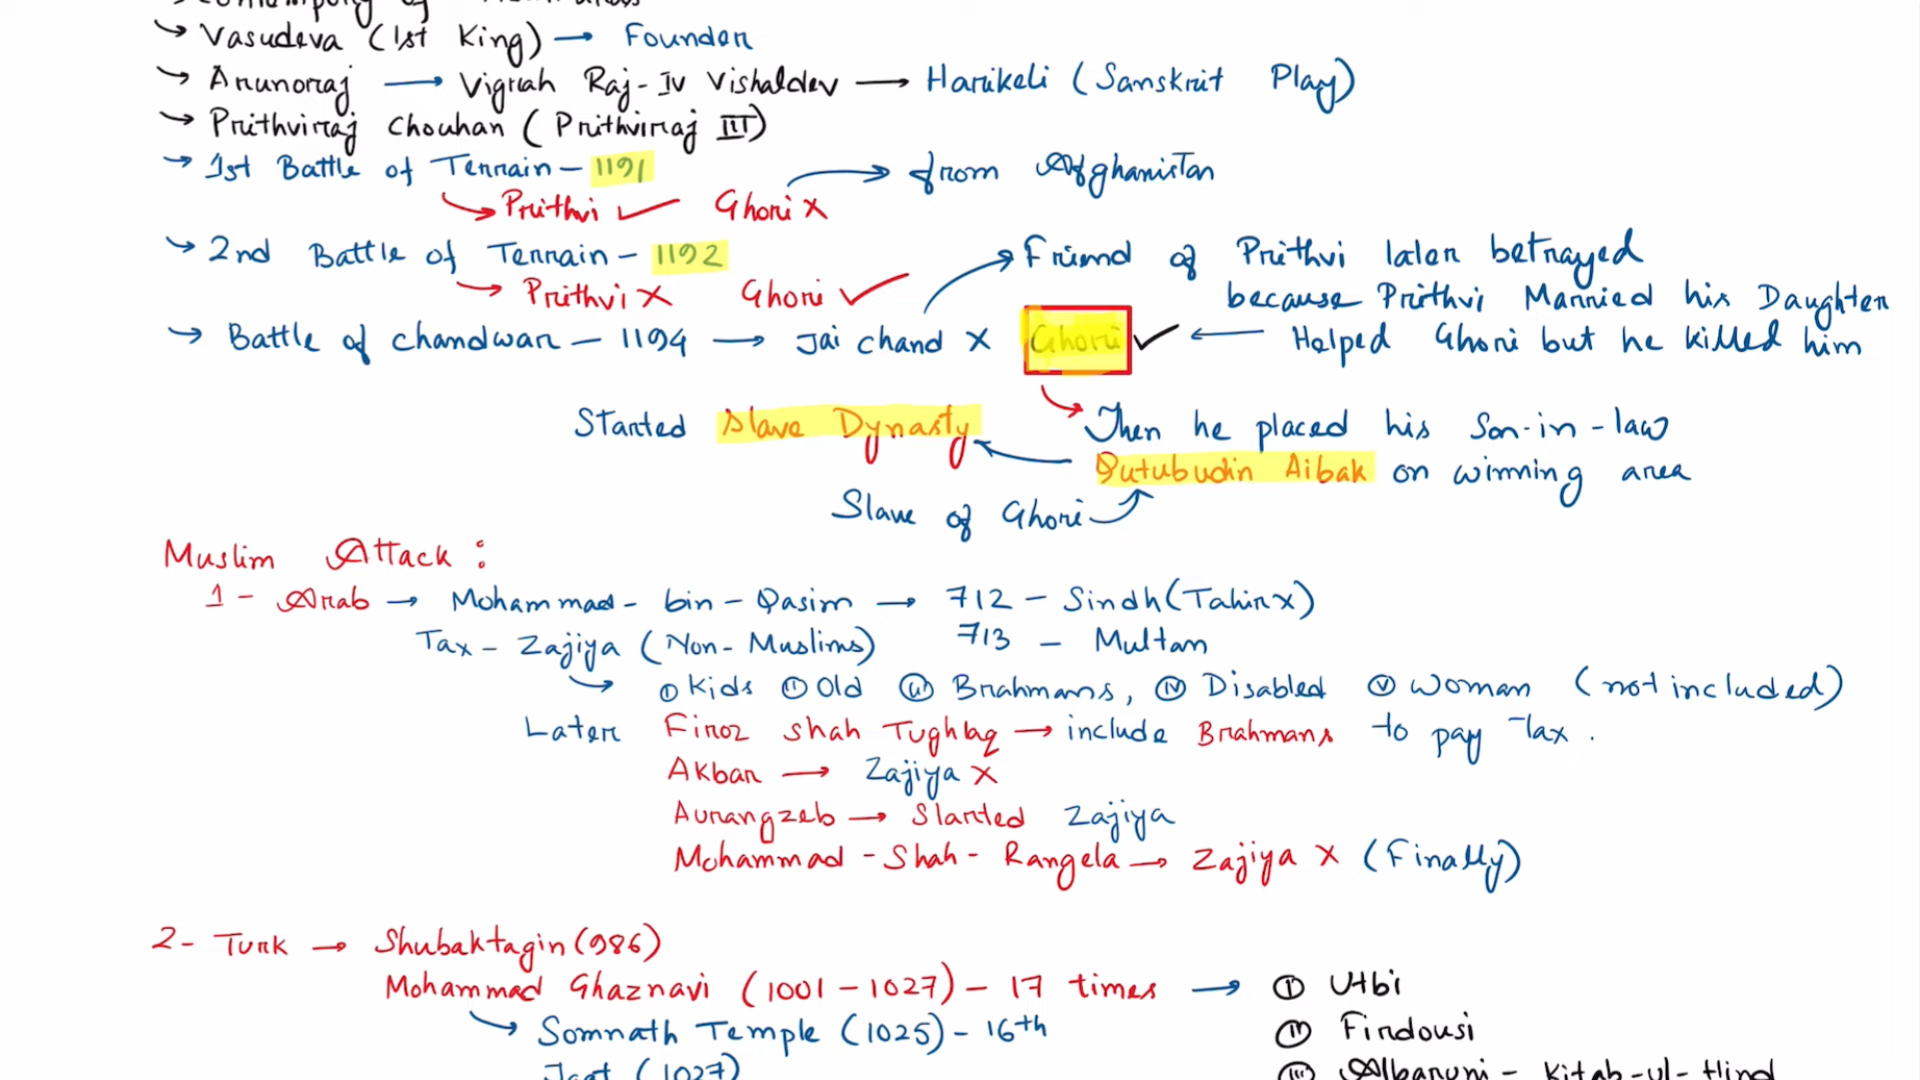 → Vasudeva (1st King) → Founder
→ Arunoraj → Vigrah Raj-IV Vishaldev → Harikeli (Sanskrit Play)
→ Prithviraj Chouhan (Prithviraj III)
→ 1st Battle of Terrain - 1191 → from Afghanistan
→ Prithvi ✓ Ghori x
→ 2nd Battle of Terrain - 1192 → Friend of Prithvi later betrayed
→ Prithvi x Ghori ✓ because Prithvi Married his Daughter
→ Battle of chandwar - 1194 → Jai chand x Ghori ✓ ← Helped Ghori but he killed him
Started Slave Dynasty → Then he placed his Son-in-law
Qutubudin Aibak on winning area
Slave of Ghori
Muslim Attack :
1 - Arab → Mohammad - bin - Qasim → 712 - Sindh (Tahir x)
Tax - Zajiya (Non-Muslims) 713 - Multan
→ (i) Kids (ii) Old (iii) Brahmans, (iv) Disabled (v) Woman (not included)
Later Firoz shah Tughlaq → include Brahmans to pay Tax .
Akbar → Zajiya x
Aurangzeb → Started Zajiya
Mohammad - Shah - Rangela → Zajiya x (Finally)
2 - Turk → Shubaktagin (986)
Mohammad Ghaznavi (1001 - 1027) - 17 times → (i) Utbi
→ Somnath Temple (1025) - 16th (ii) Firdousi
(1027) (iii) Albaruni - Kitab-ul-Hind